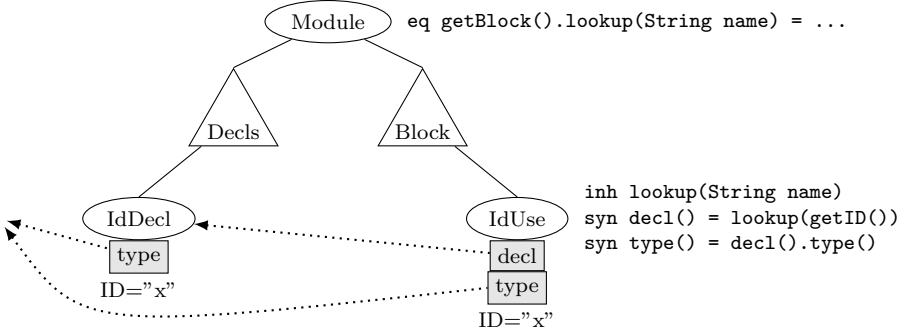 Module eq getBlock().lookup(String name) = ...
Decls Block
inh lookup(String name)
IdDecl IdUse syn decl() = lookup(getID())
syn type() = decl().type()
type decl
ID=”x” type
ID=”x”